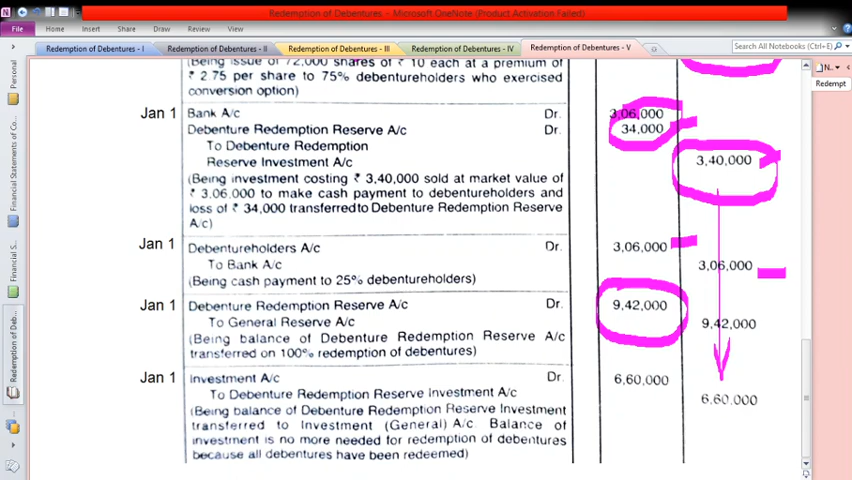 Redemption of Debentures - Microsoft OneNote (Product Activation Failed)
File Home Insert Share Draw Review View
Redemption of Debentures - I Redemption of Debentures - II Redemption of Debentures - III Redemption of Debentures - IV Redemption of Debentures - V Search All Notebooks (Ctrl+E)
Personal
Financial Statements of Co
Financial S
Redemption of Deb
N...
Redempt
(Being issue of 72,000 shares of ₹ 10 each at a premium of
₹ 2.75 per share to 75% debentureholders who exercised
conversion option)
Jan 1 Bank A/c Dr. 3,06,000
Debenture Redemption Reserve A/c Dr. 34,000
To Debenture Redemption
Reserve Investment A/c 3,40,000
(Being investment costing ₹ 3,40,000 sold at market value of
₹ 3,06,000 to make cash payment to debentureholders and
loss of ₹ 34,000 transferred to Debenture Redemption Reserve
A/c)
Jan 1 Debentureholders A/c Dr. 3,06,000
To Bank A/c 3,06,000
(Being cash payment to 25% debentureholders)
Jan 1 Debenture Redemption Reserve A/c Dr. 9,42,000
To General Reserve A/c 9,42,000
(Being balance of Debenture Redemption Reserve A/c
transferred on 100% redemption of debentures)
Jan 1 Investment A/c Dr. 6,60,000
To Debenture Redemption Reserve Investment A/c 6,60,000
(Being balance of Debenture Redemption Reserve Investment
transferred to Investment (General) A/c. Balance of
investment is no more needed for redemption of debentures
because all debentures have been redeemed)